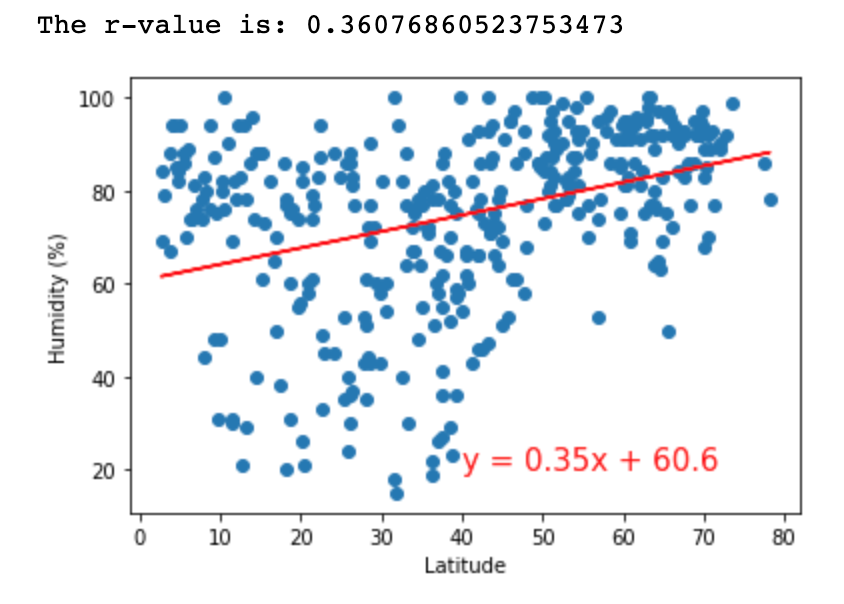 The r-value is: 0.36076860523753473
100
80
60
40
20
Humidity (%)
y = 0.35x + 60.6
0 10 20 30 40 50 60 70 80
Latitude